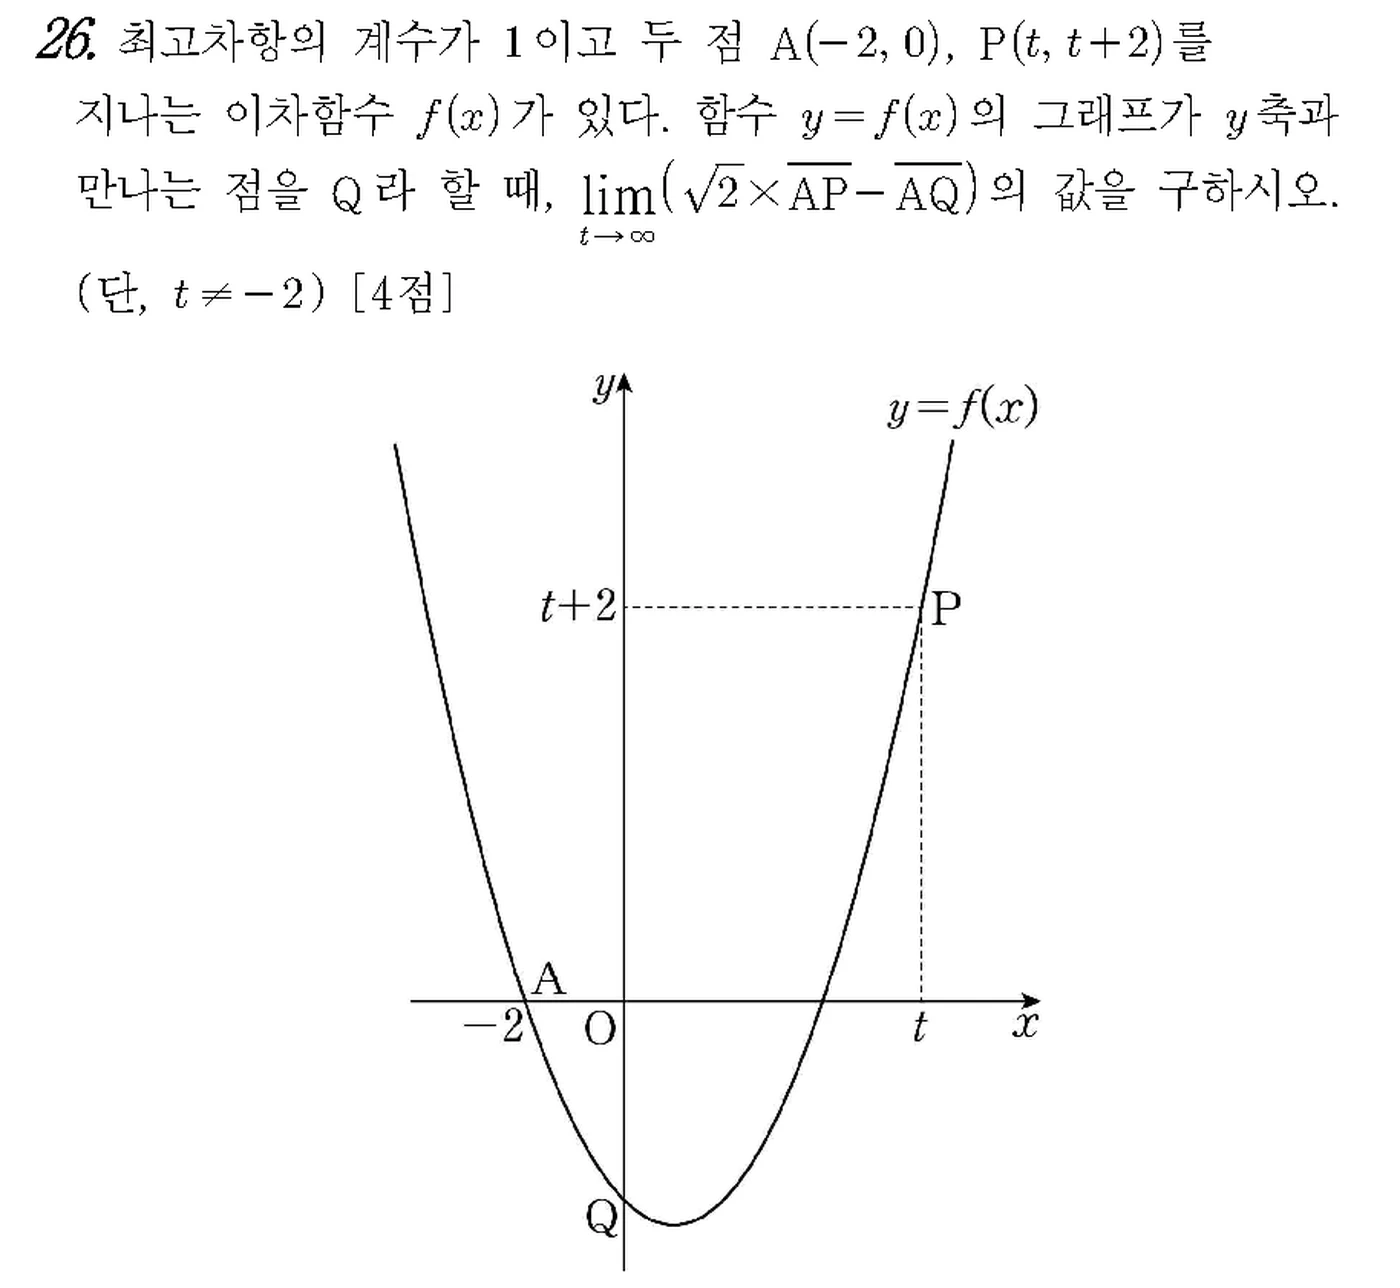 26. 최고차항의 계수가 1이고 두 점 A(−2, 0), P(t, t+2)를
지나는 이차함수 f(x)가 있다. 함수 y=f(x)의 그래프가 y축과
만나는 점을 Q라 할 때, lim_{t→∞}(√2×\overline{AP}−\overline{AQ})의 값을 구하시오.
(단, t≠−2) [4점]
y
y=f(x)
t+2
P
A
−2
O
t
x
Q